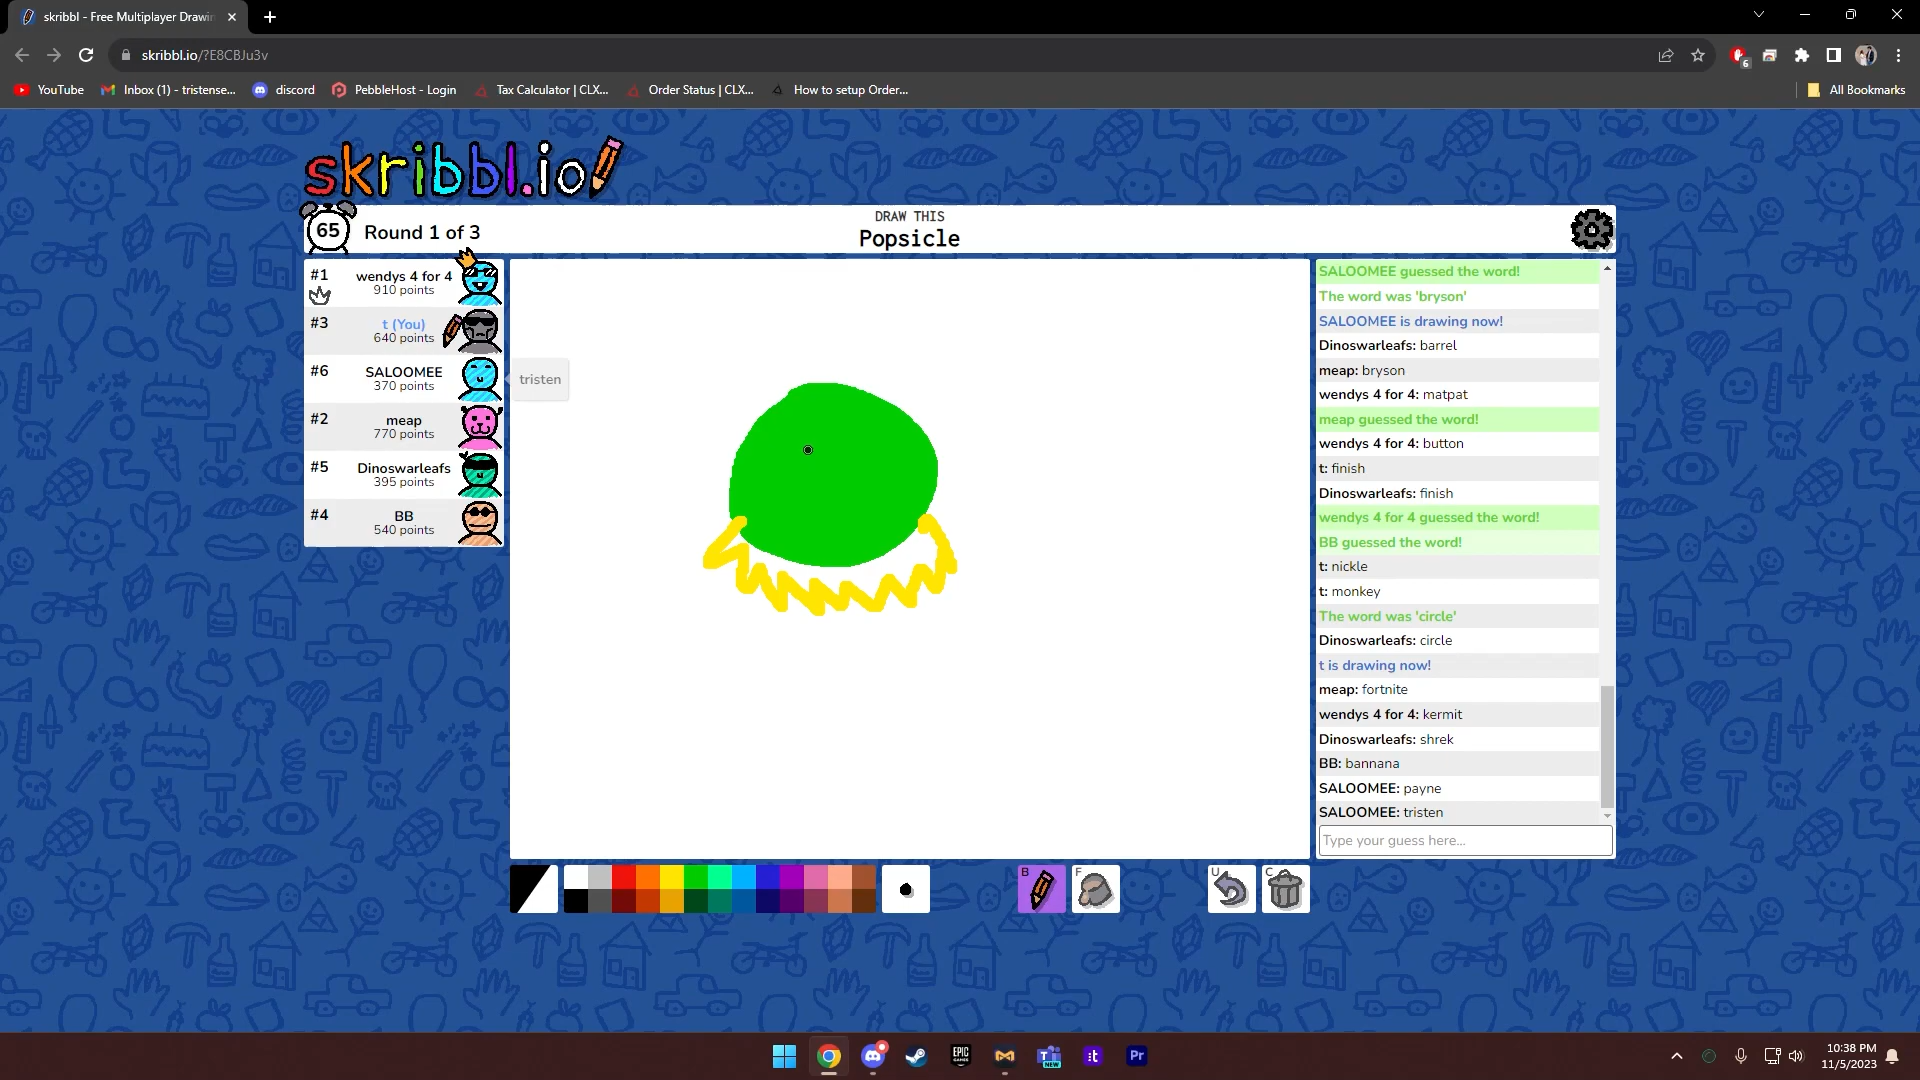 skribbl - Free Multiplayer Drawin
skribbl.io/?E8CBJu3v
6
YouTube
Inbox (1) - tristense...
discord
PebbleHost - Login
Tax Calculator | CLX...
Order Status | CLX...
How to setup Order...
All Bookmarks
skribbl.io
65
Round 1 of 3
DRAW THIS
Popsicle
#1
wendys 4 for 4
910 points
#3
t (You)
640 points
#6
SALOOMEE
370 points
tristen
#2
meap
770 points
#5
Dinoswarleafs
395 points
#4
BB
540 points
SALOOMEE guessed the word!
The word was 'bryson'
SALOOMEE is drawing now!
Dinoswarleafs: barrel
meap: bryson
wendys 4 for 4: matpat
meap guessed the word!
wendys 4 for 4: button
t: finish
Dinoswarleafs: finish
wendys 4 for 4 guessed the word!
BB guessed the word!
t: nickle
t: monkey
The word was 'circle'
Dinoswarleafs: circle
t is drawing now!
meap: fortnite
wendys 4 for 4: kermit
Dinoswarleafs: shrek
BB: bannana
SALOOMEE: payne
SALOOMEE: tristen
Type your guess here...
B
F
U
C
EPIC
GAMES
T
NEW
:t
Pr
10:38 PM
11/5/2023